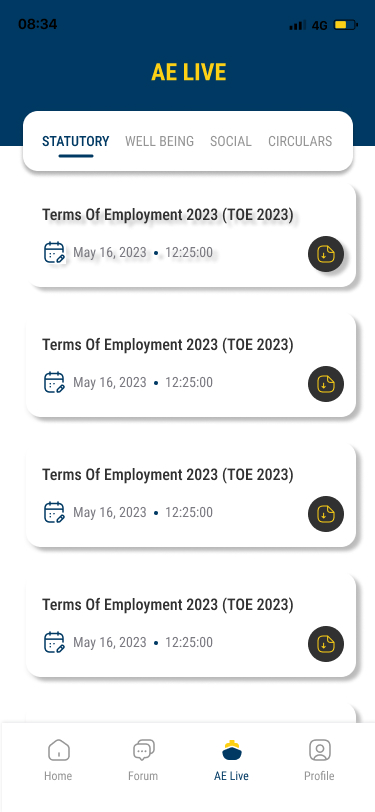 08:34 4G
AE LIVE
STATUTORY WELL BEING SOCIAL CIRCULARS
Terms Of Employment 2023 (TOE 2023)
May 16, 2023 • 12:25:00
Terms Of Employment 2023 (TOE 2023)
May 16, 2023 • 12:25:00
Terms Of Employment 2023 (TOE 2023)
May 16, 2023 • 12:25:00
Terms Of Employment 2023 (TOE 2023)
May 16, 2023 • 12:25:00
Home Forum AE Live Profile